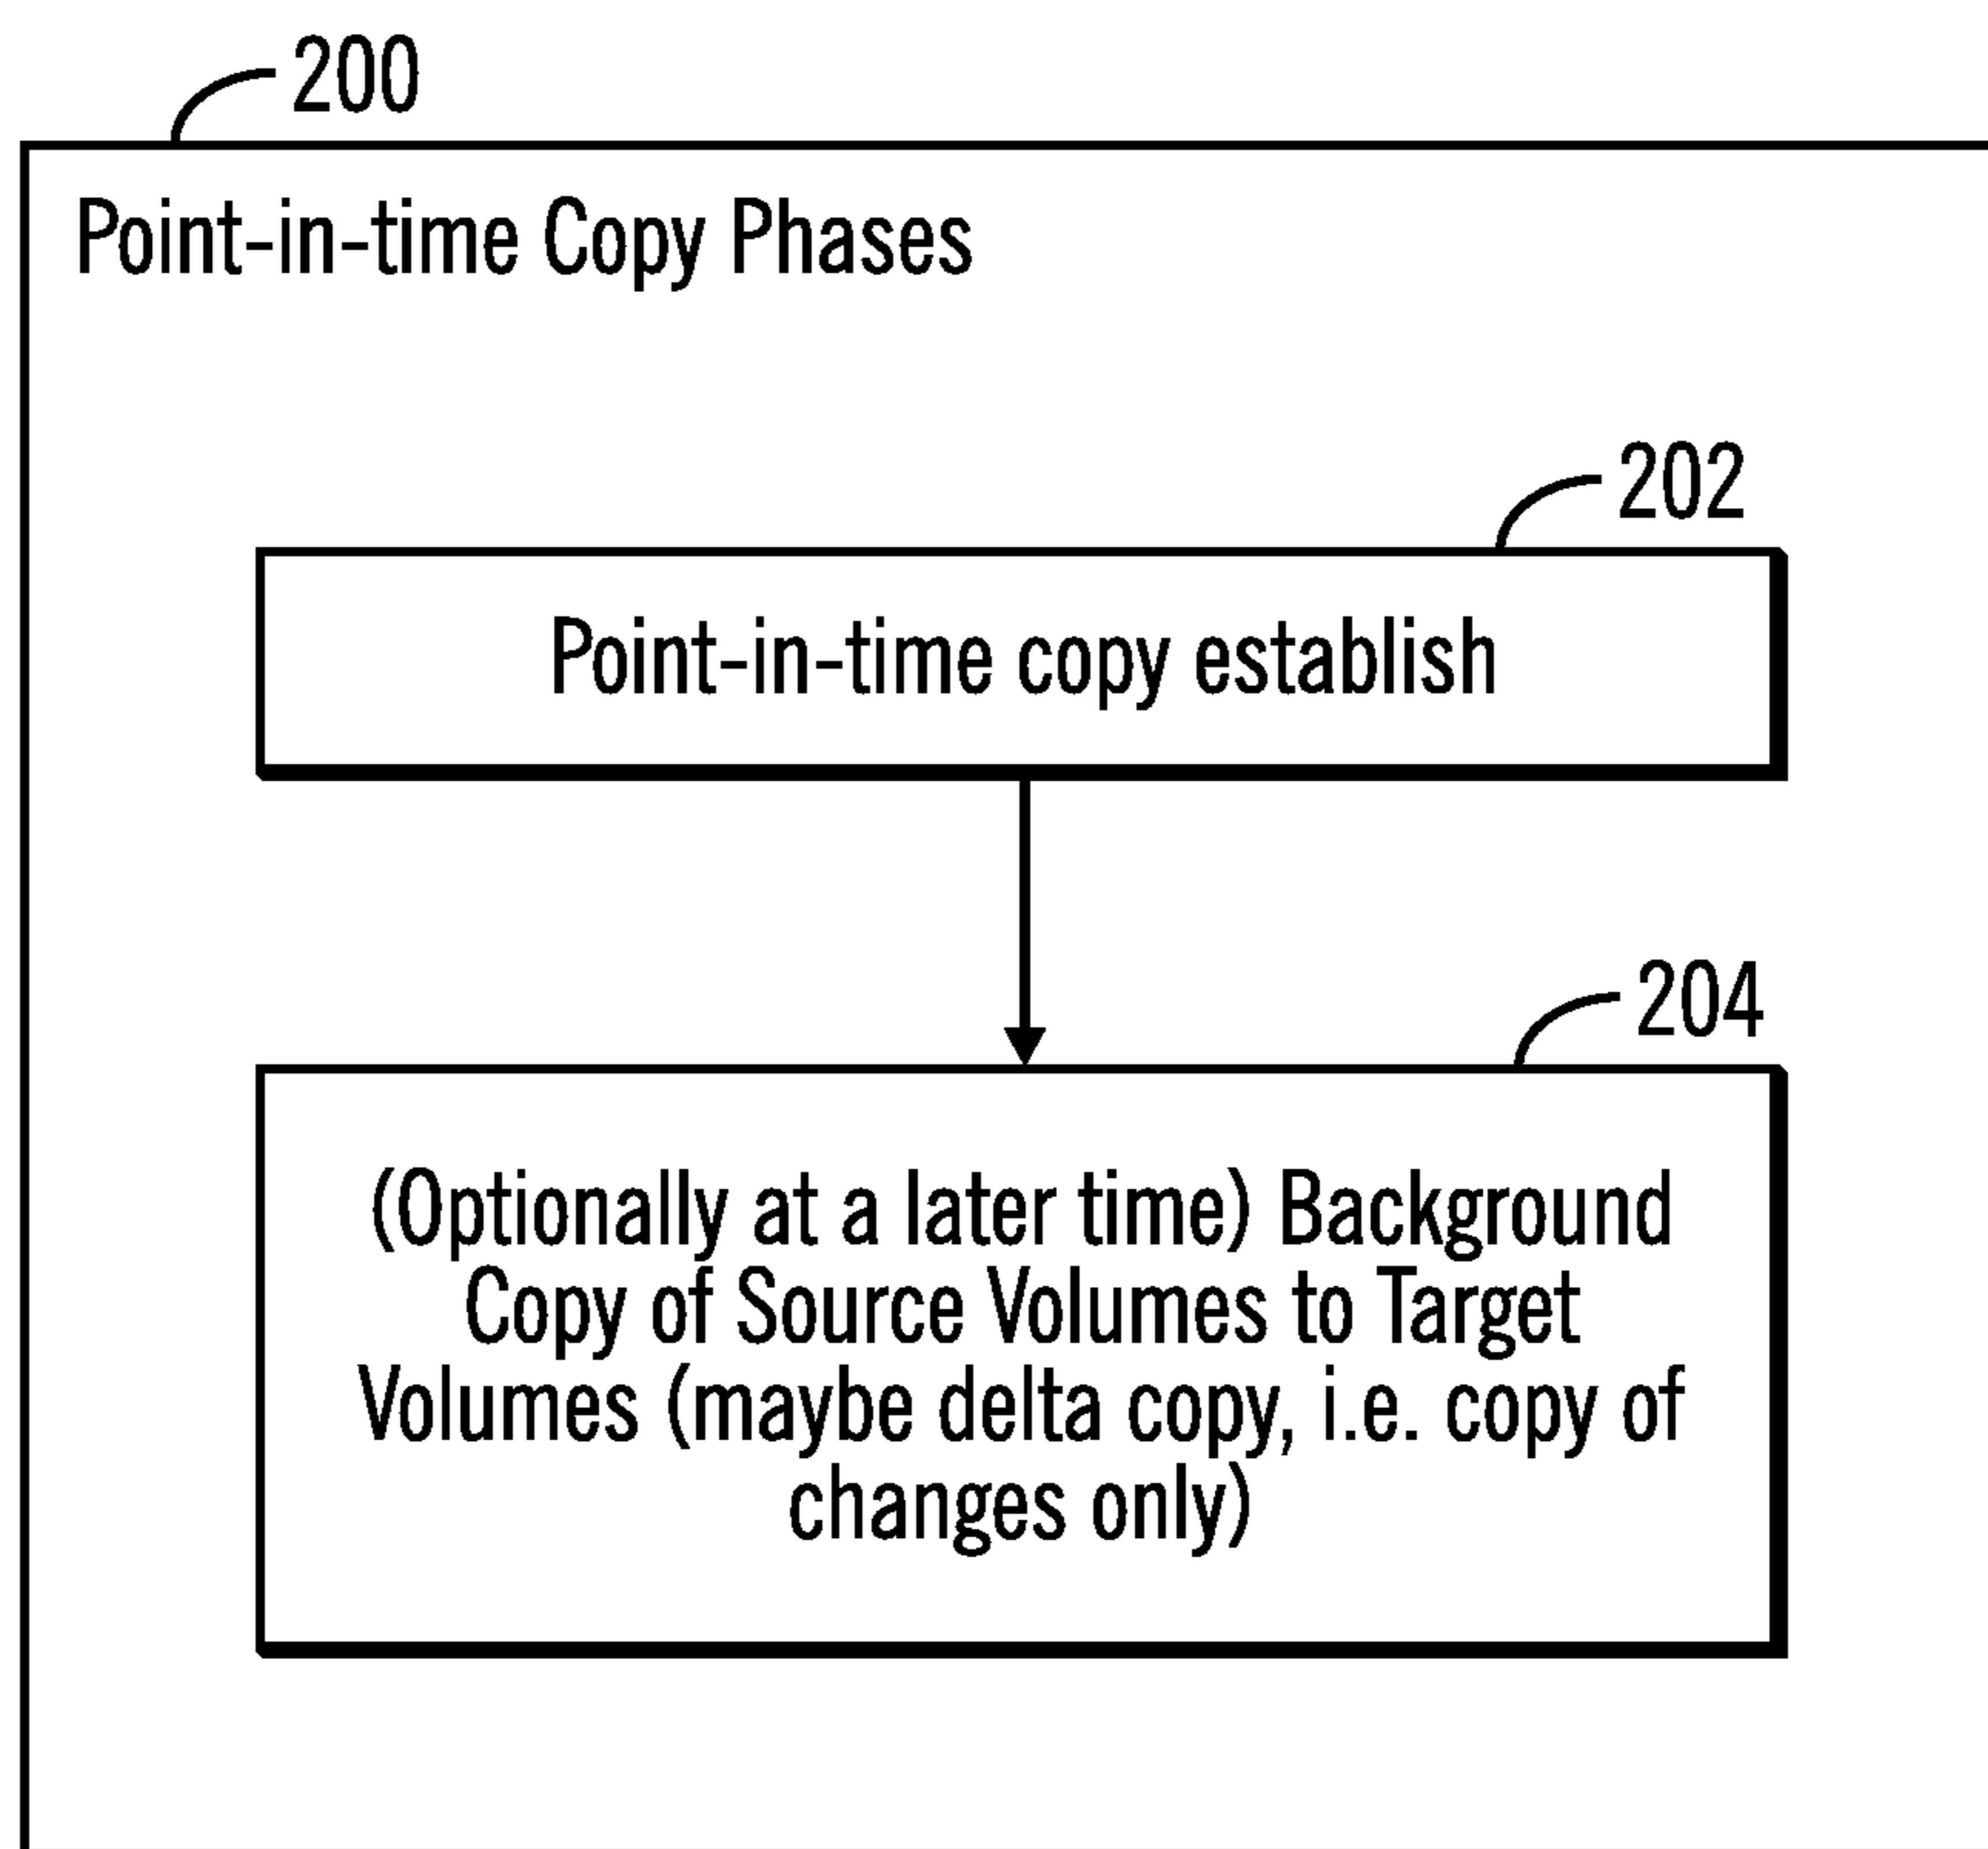 200
Point-in-time Copy Phases
202
Point-in-time copy establish
204
(Optionally at a later time) Background
Copy of Source Volumes to Target
Volumes (maybe delta copy, i.e. copy of
changes only)